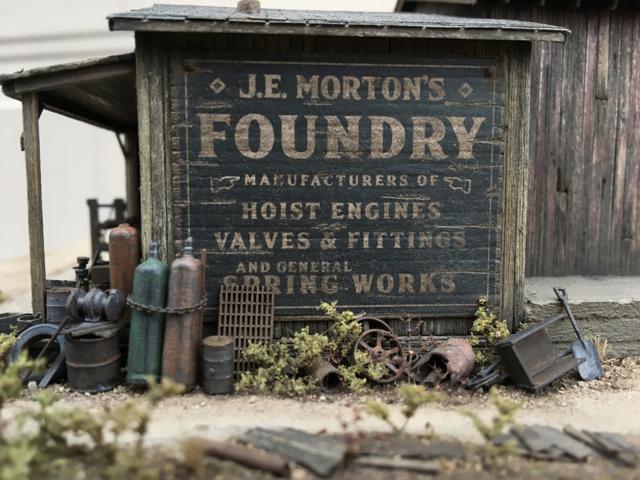 J.E. MORTON'S
FOUNDRY
MANUFACTURERS OF
HOIST ENGINES
VALVES & FITTINGS
AND GENERAL
SPRING WORKS